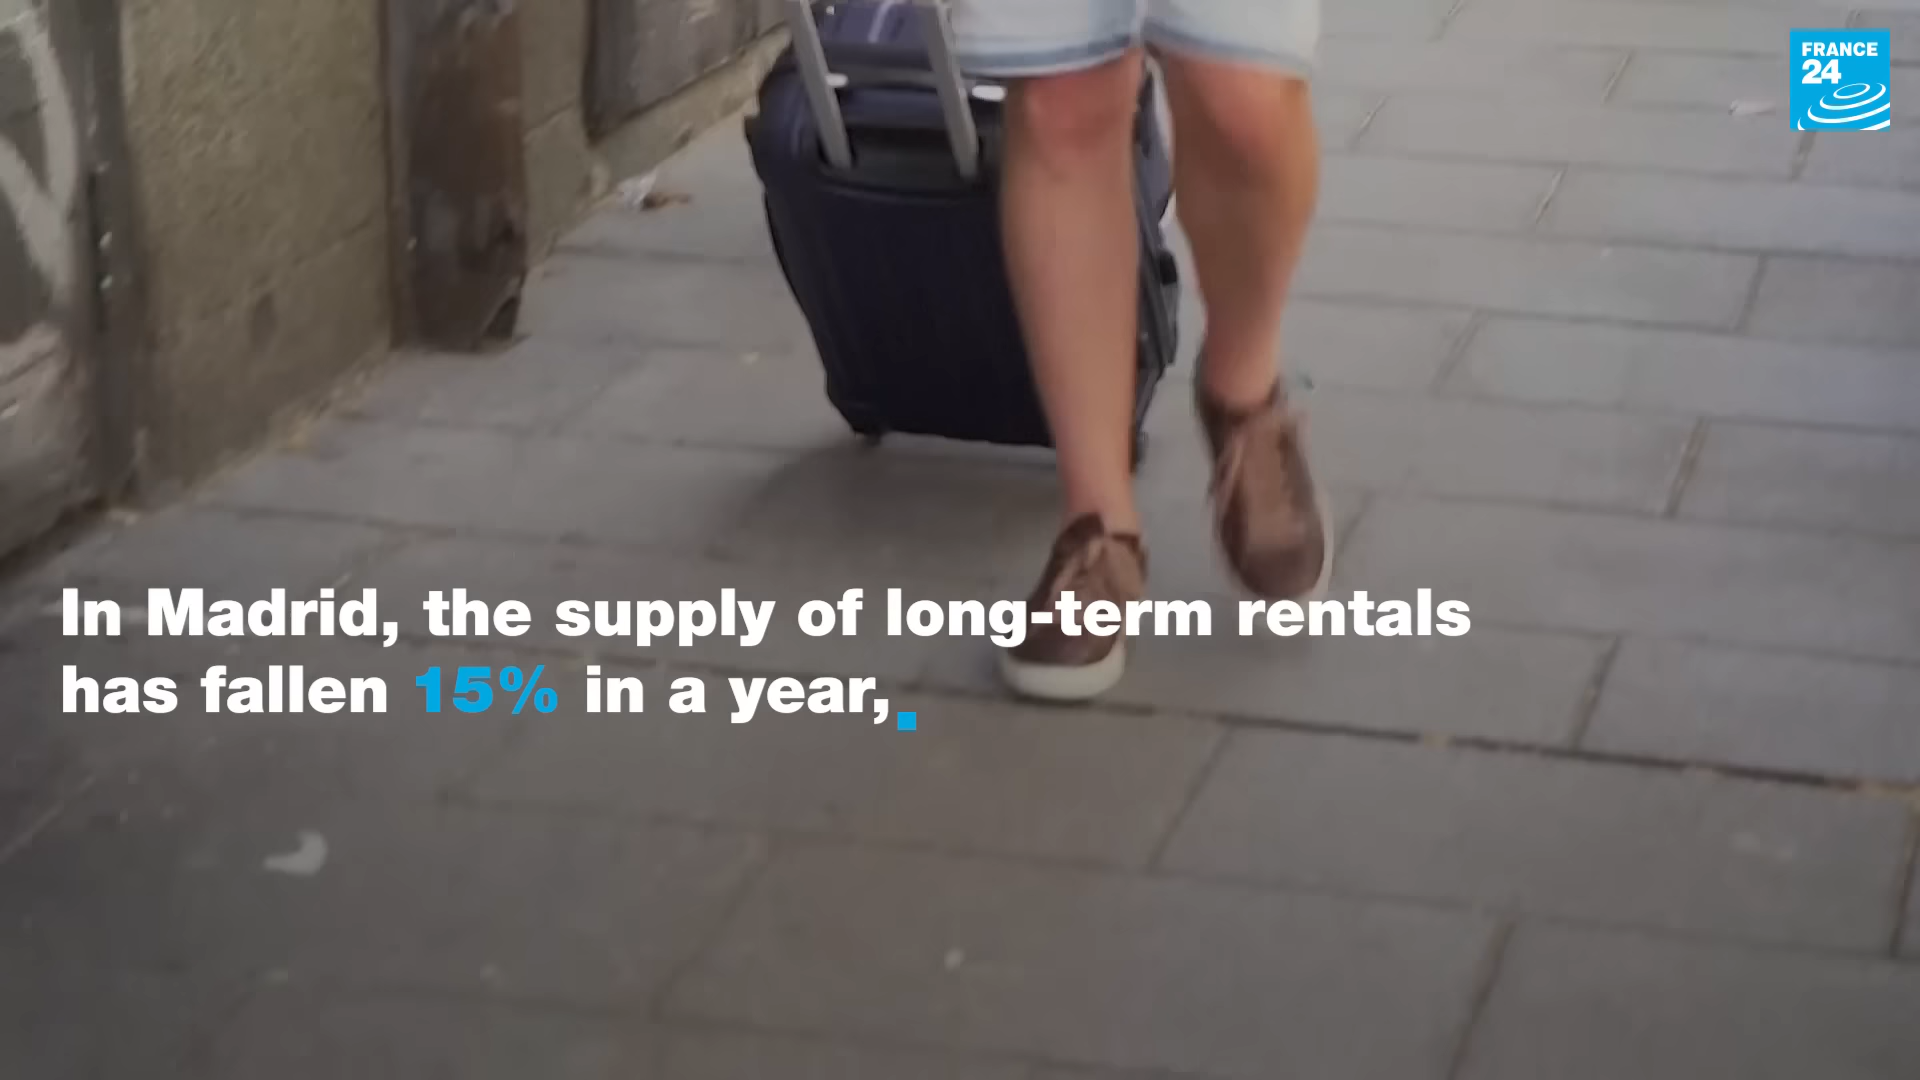 FRANCE
24
In Madrid, the supply of long-term rentals
has fallen 15% in a year,